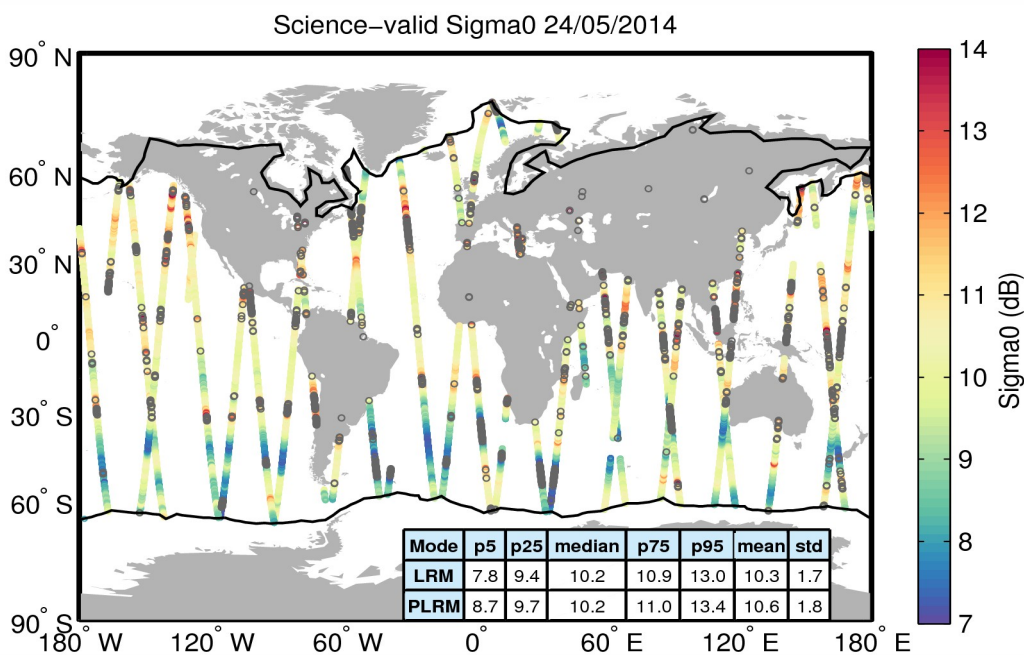 Science−valid Sigma0 24/05/2014
90° N
60° N
30° N
0°
30° S
60° S
90° S
180° W
120° W
60° W
0°
60° E
120° E
180° E
14
13
12
11
10
9
8
7
Sigma0 (dB)
Mode p5 p25 median p75 p95 mean std
LRM 7.8 9.4 10.2 10.9 13.0 10.3 1.7
PLRM 8.7 9.7 10.2 11.0 13.4 10.6 1.8